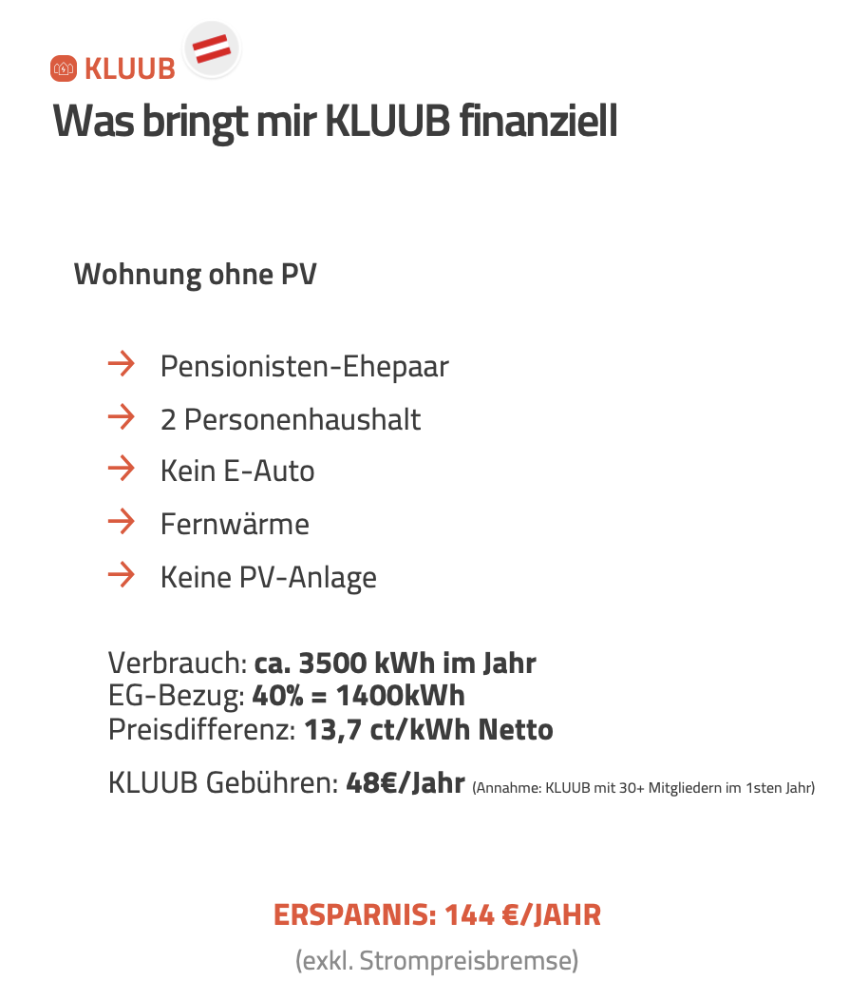 KLUUB
Was bringt mir KLUUB finanziell
Wohnung ohne PV
Pensionisten-Ehepaar
2 Personenhaushalt
Kein E-Auto
Fernwärme
Keine PV-Anlage
Verbrauch: ca. 3500 kWh im Jahr
EG-Bezug: 40% = 1400kWh
Preisdifferenz: 13,7 ct/kWh Netto
KLUUB Gebühren: 48€/Jahr (Annahme: KLUUB mit 30+ Mitgliedern im 1sten Jahr)
ERSPARNIS: 144 €/JAHR
(exkl. Strompreisbremse)